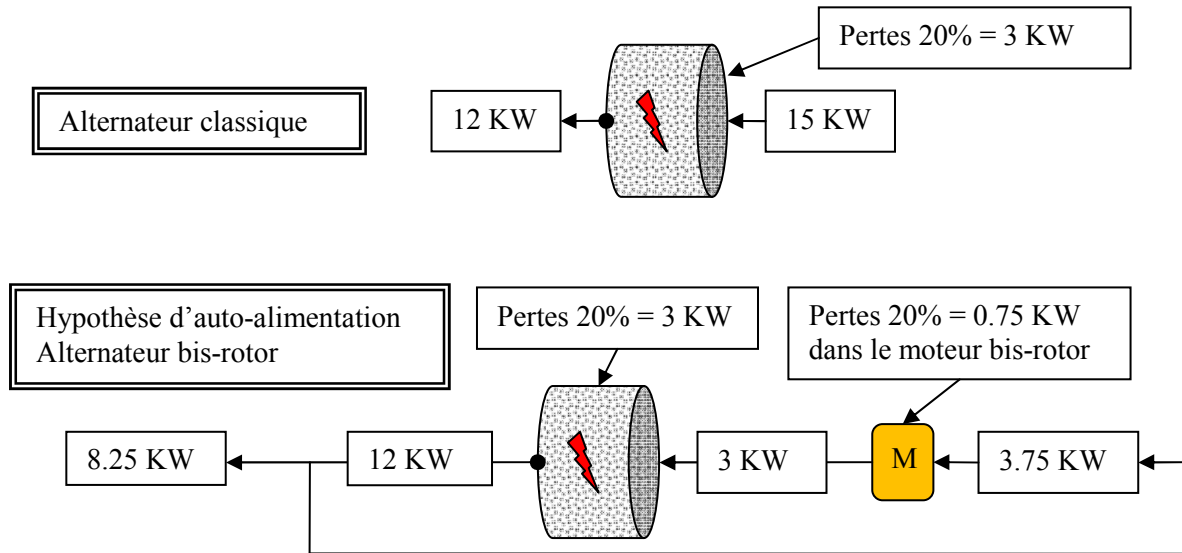 Pertes 20% = 3 KW
Alternateur classique
12 KW
15 KW
Hypothèse d'auto-alimentation
Alternateur bis-rotor
Pertes 20% = 3 KW
Pertes 20% = 0.75 KW
dans le moteur bis-rotor
8.25 KW
12 KW
3 KW
M
3.75 KW